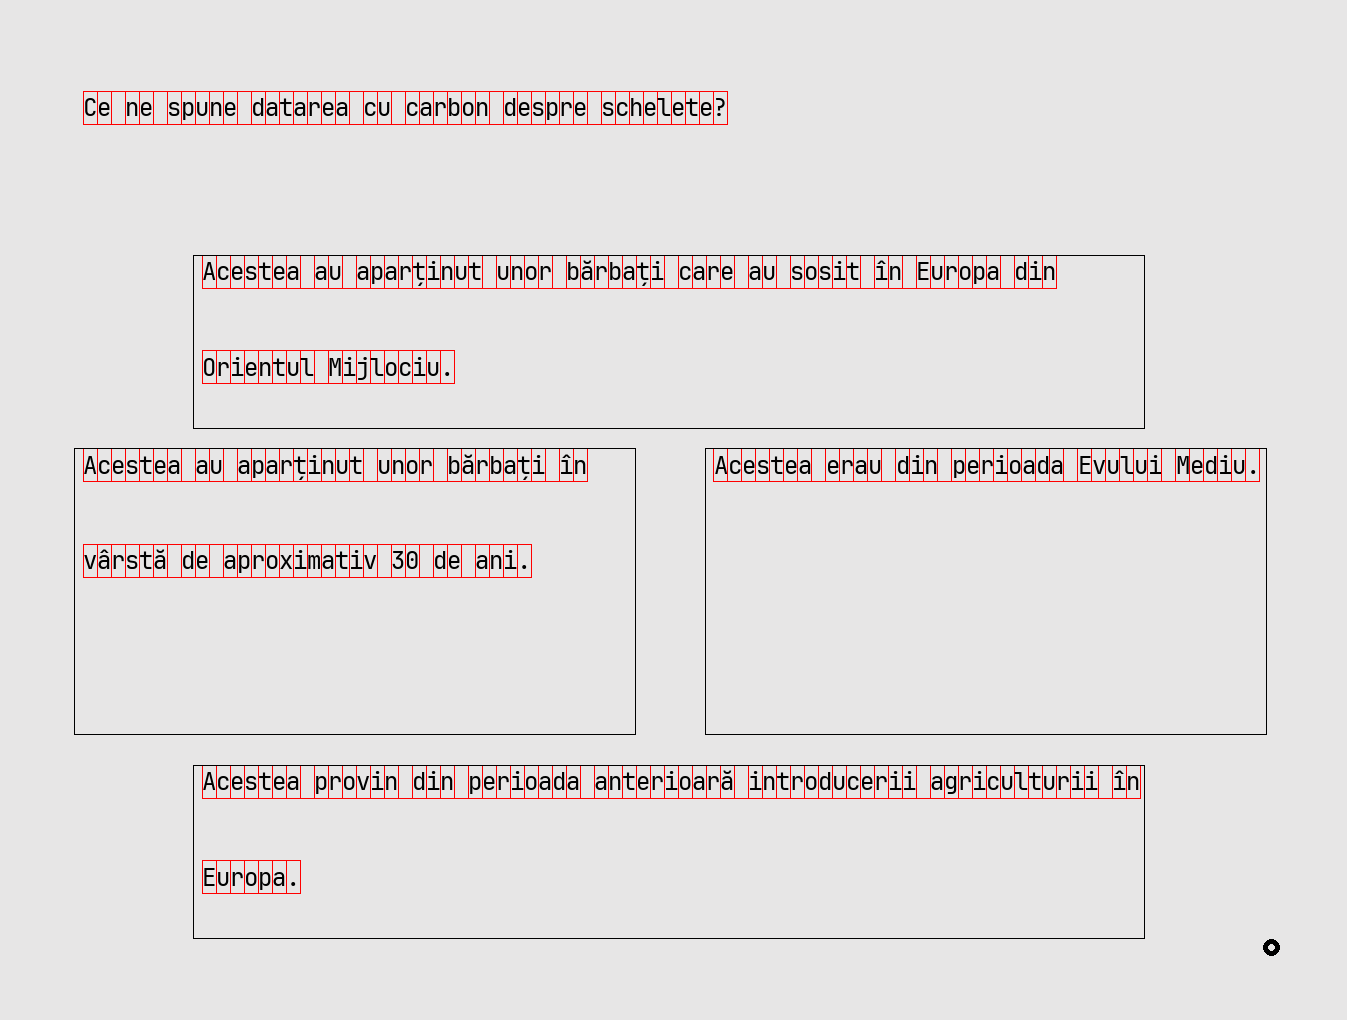 Ce ne spune datarea cu carbon despre schelete?
Acestea au aparținut unor bărbați care au sosit în Europa din
Orientul Mijlociu.
Acestea au aparținut unor bărbați în
vârstă de aproximativ 30 de ani.
Acestea erau din perioada Evului Mediu.
Acestea provin din perioada anterioară introducerii agriculturii în
Europa.